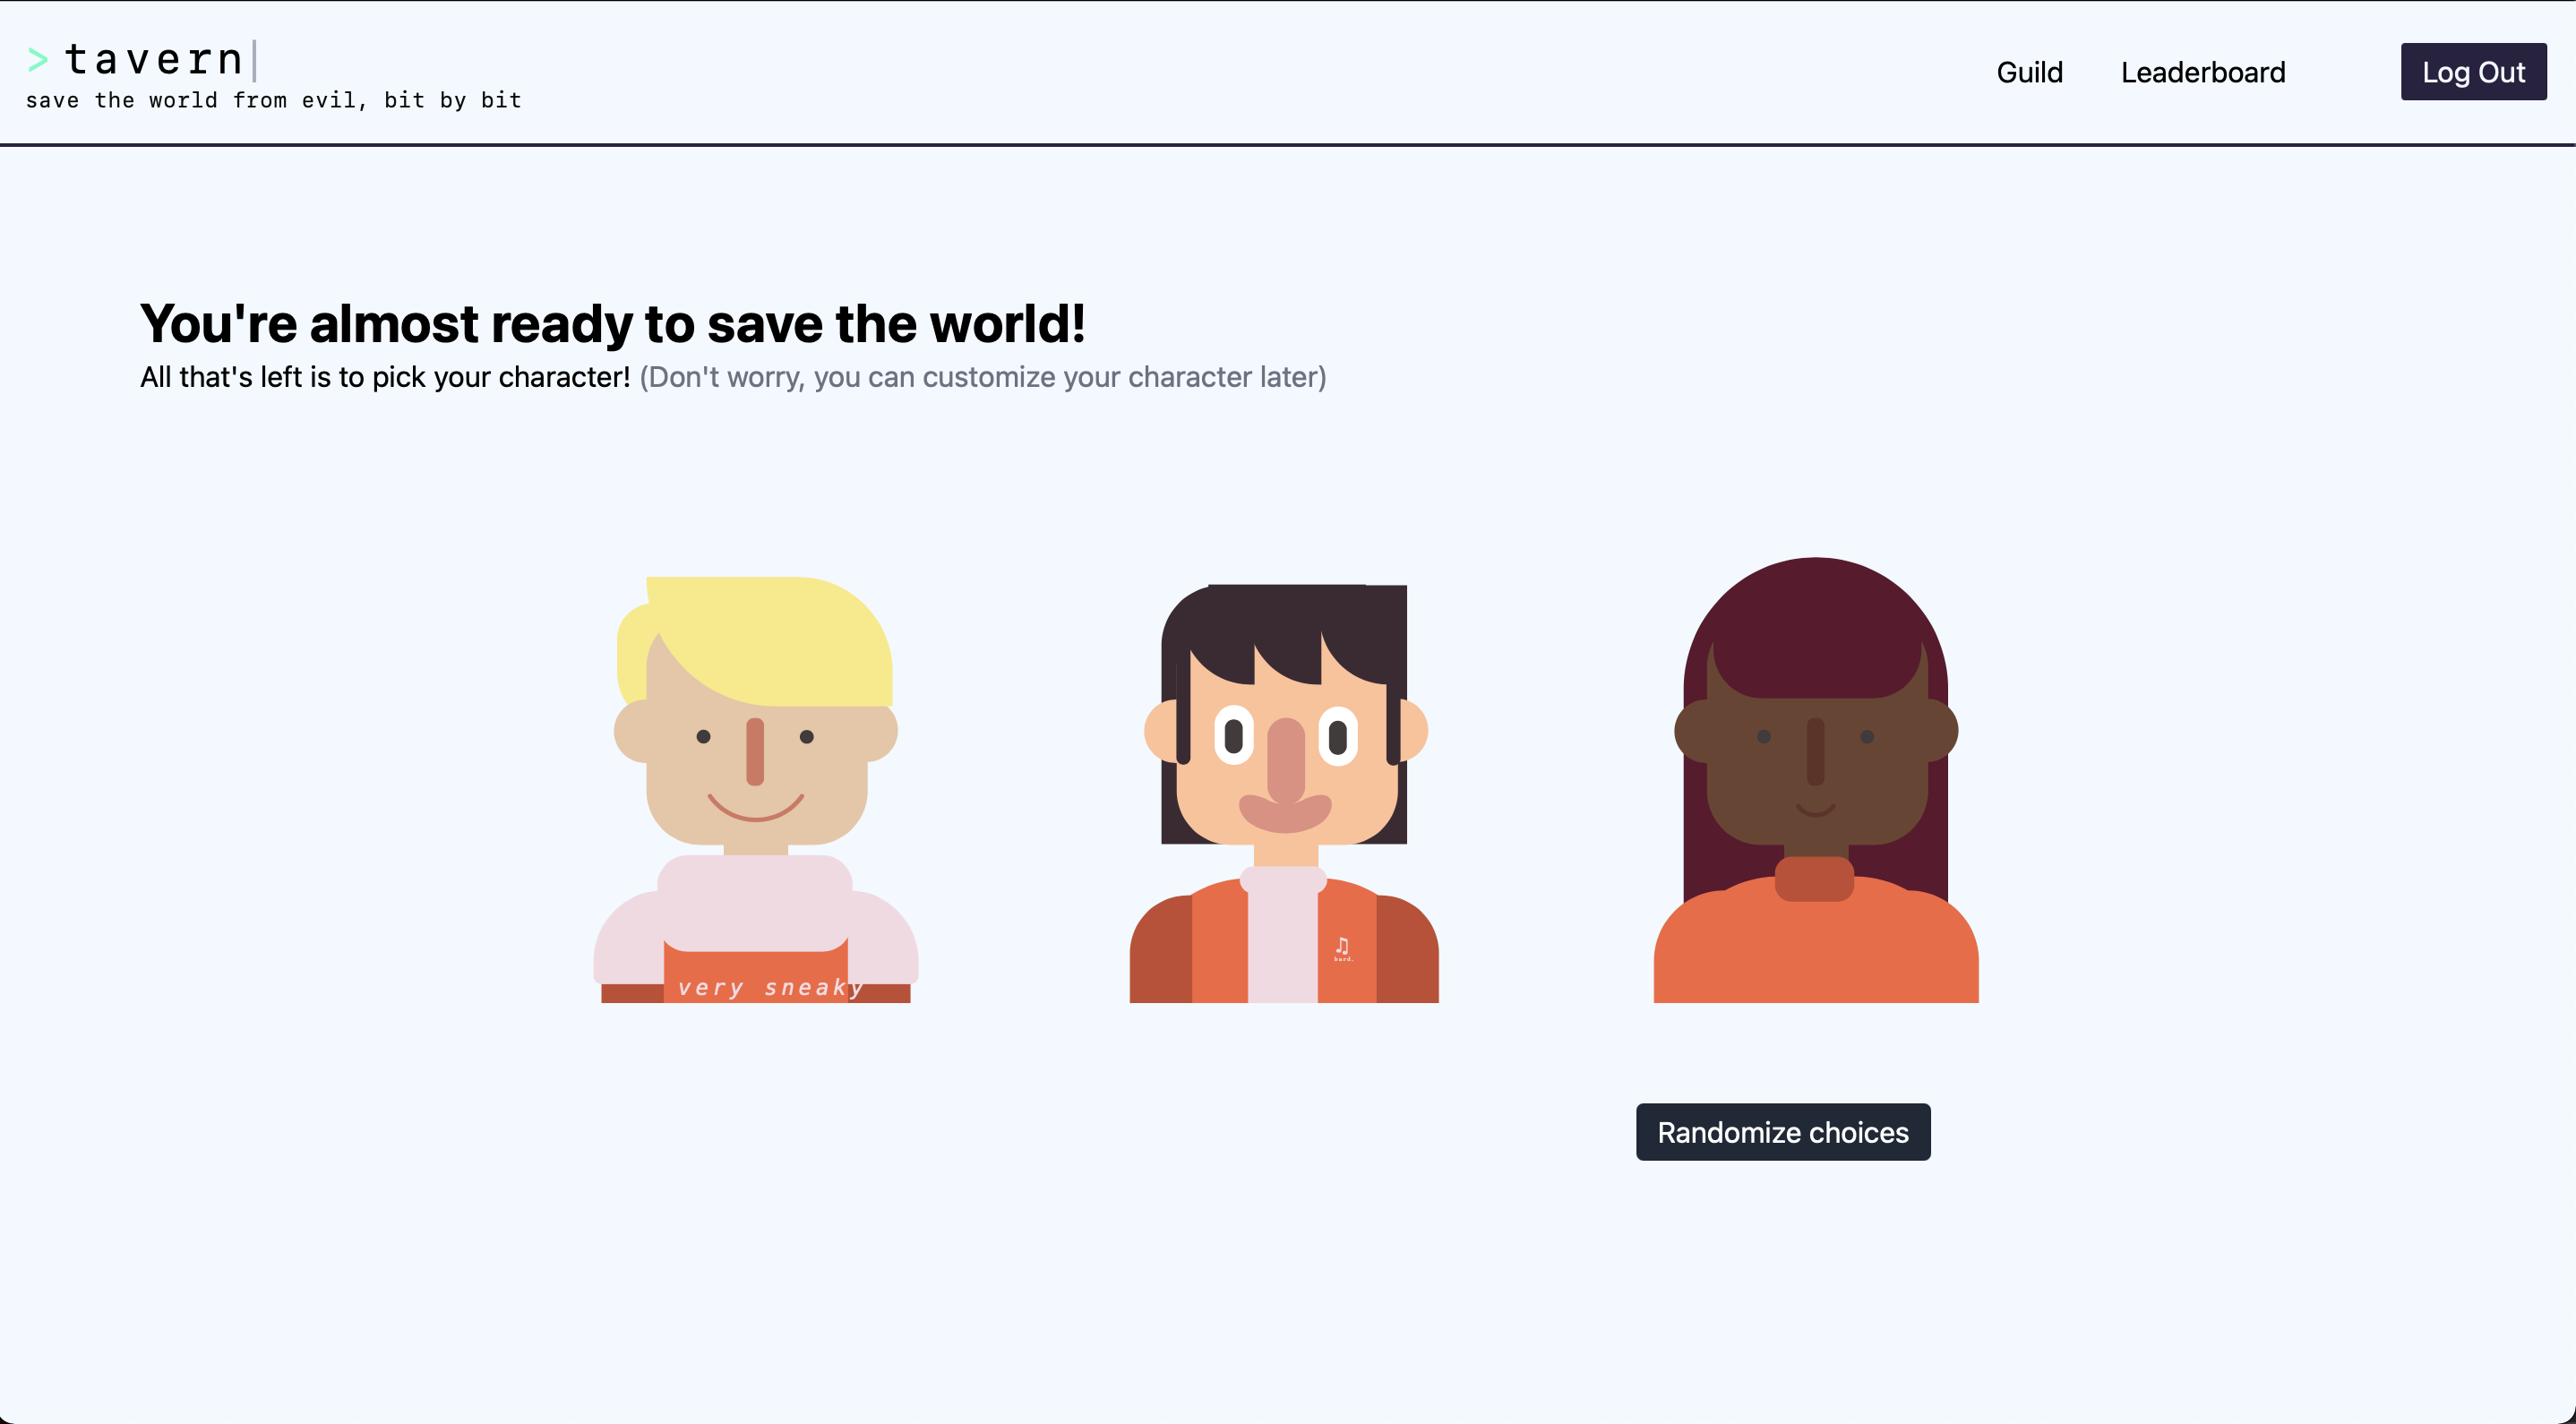 > tavern|
save the world from evil, bit by bit
Guild
Leaderboard
Log Out
You're almost ready to save the world!
All that's left is to pick your character! (Don't worry, you can customize your character later)
very sneaky
bard.
Randomize choices